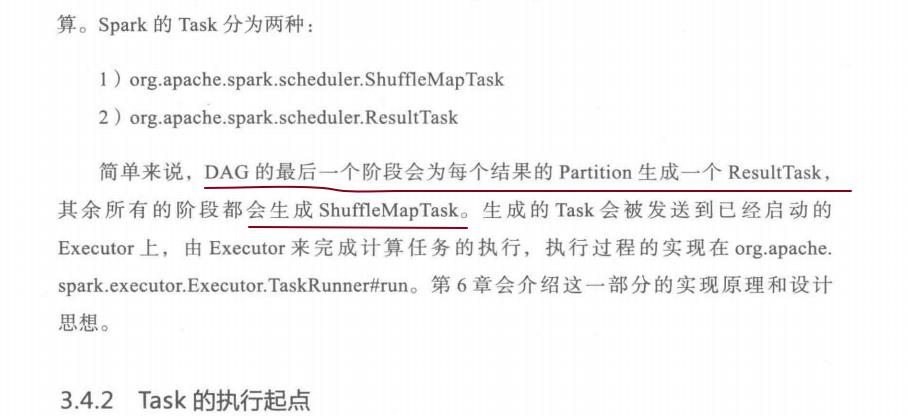 算。Spark 的 Task 分为两种：
1）org.apache.spark.scheduler.ShuffleMapTask
2）org.apache.spark.scheduler.ResultTask
简单来说，DAG 的最后一个阶段会为每个结果的 Partition 生成一个 ResultTask，
其余所有的阶段都会生成 ShuffleMapTask。生成的 Task 会被发送到已经启动的
Executor 上，由 Executor 来完成计算任务的执行，执行过程的实现在 org.apache.
spark.executor.Executor.TaskRunner#run。第 6 章会介绍这一部分的实现原理和设计
思想。
3.4.2 Task 的执行起点